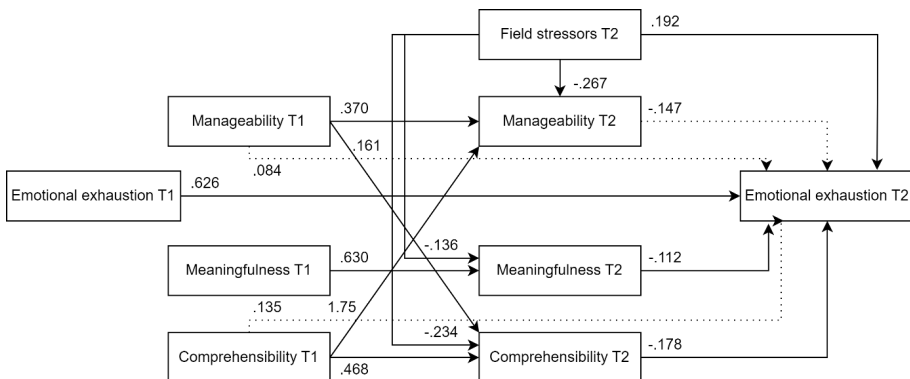 Field stressors T2
.192
-.267
Manageability T1
.370
Manageability T2
-.147
.161
.084
Emotional exhaustion T1
.626
Emotional exhaustion T2
-.136
Meaningfulness T1
.630
Meaningfulness T2
-.112
.135
1.75
-.234
Comprehensibility T1
.468
Comprehensibility T2
-.178